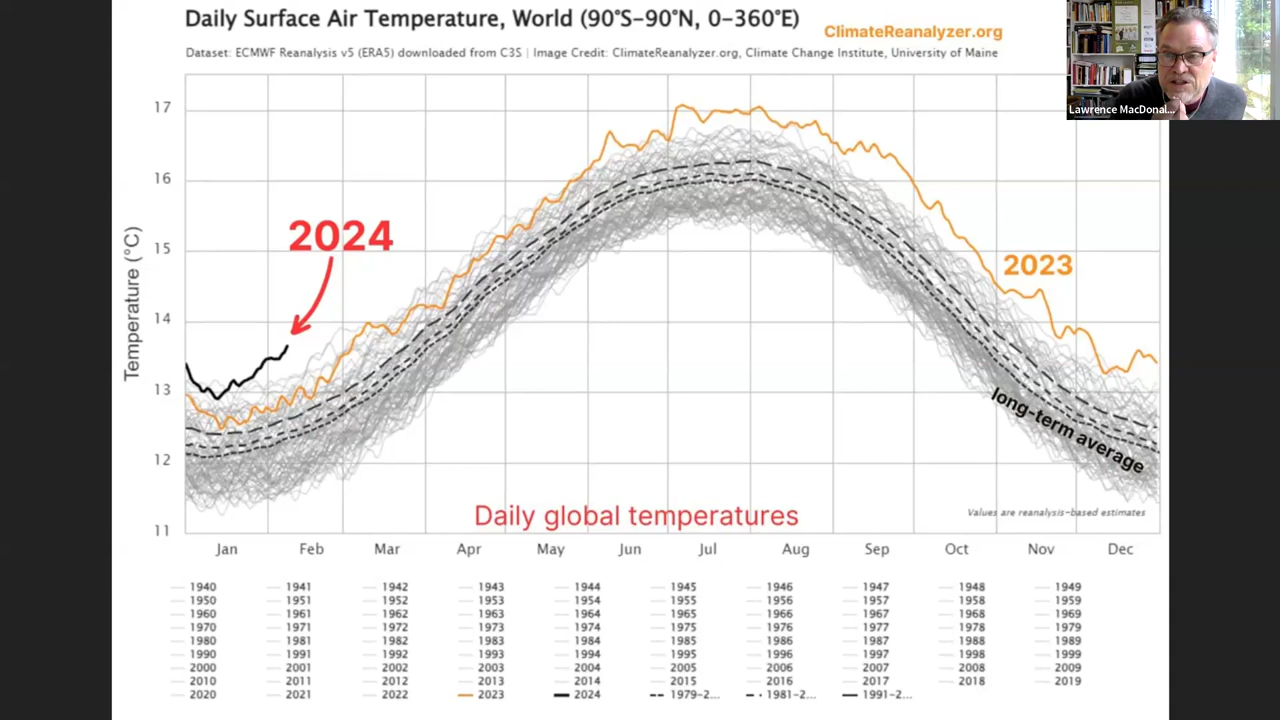 Daily Surface Air Temperature, World (90°S–90°N, 0–360°E)
ClimateReanalyzer.org
Dataset: ECMWF Reanalysis v5 (ERA5) downloaded from C3S | Image Credit: ClimateReanalyzer.org, Climate Change Institute, University of Maine
Lawrence MacDonal...
17
16
15
14
13
12
11
Temperature (°C)
2024
2023
long-term average
Daily global temperatures
Values are reanalysis-based estimates
Jan Feb Mar Apr May Jun Jul Aug Sep Oct Nov Dec
1940 1941 1942 1943 1944 1945 1946 1947 1948 1949
1950 1951 1952 1953 1954 1955 1956 1957 1958 1959
1960 1961 1962 1963 1964 1965 1966 1967 1968 1969
1970 1971 1972 1973 1974 1975 1976 1977 1978 1979
1980 1981 1982 1983 1984 1985 1986 1987 1988 1989
1990 1991 1992 1993 1994 1995 1996 1997 1998 1999
2000 2001 2002 2003 2004 2005 2006 2007 2008 2009
2010 2011 2012 2013 2014 2015 2016 2017 2018 2019
2020 2021 2022 2023 2024 1979-2... 1981-2... 1991-2...